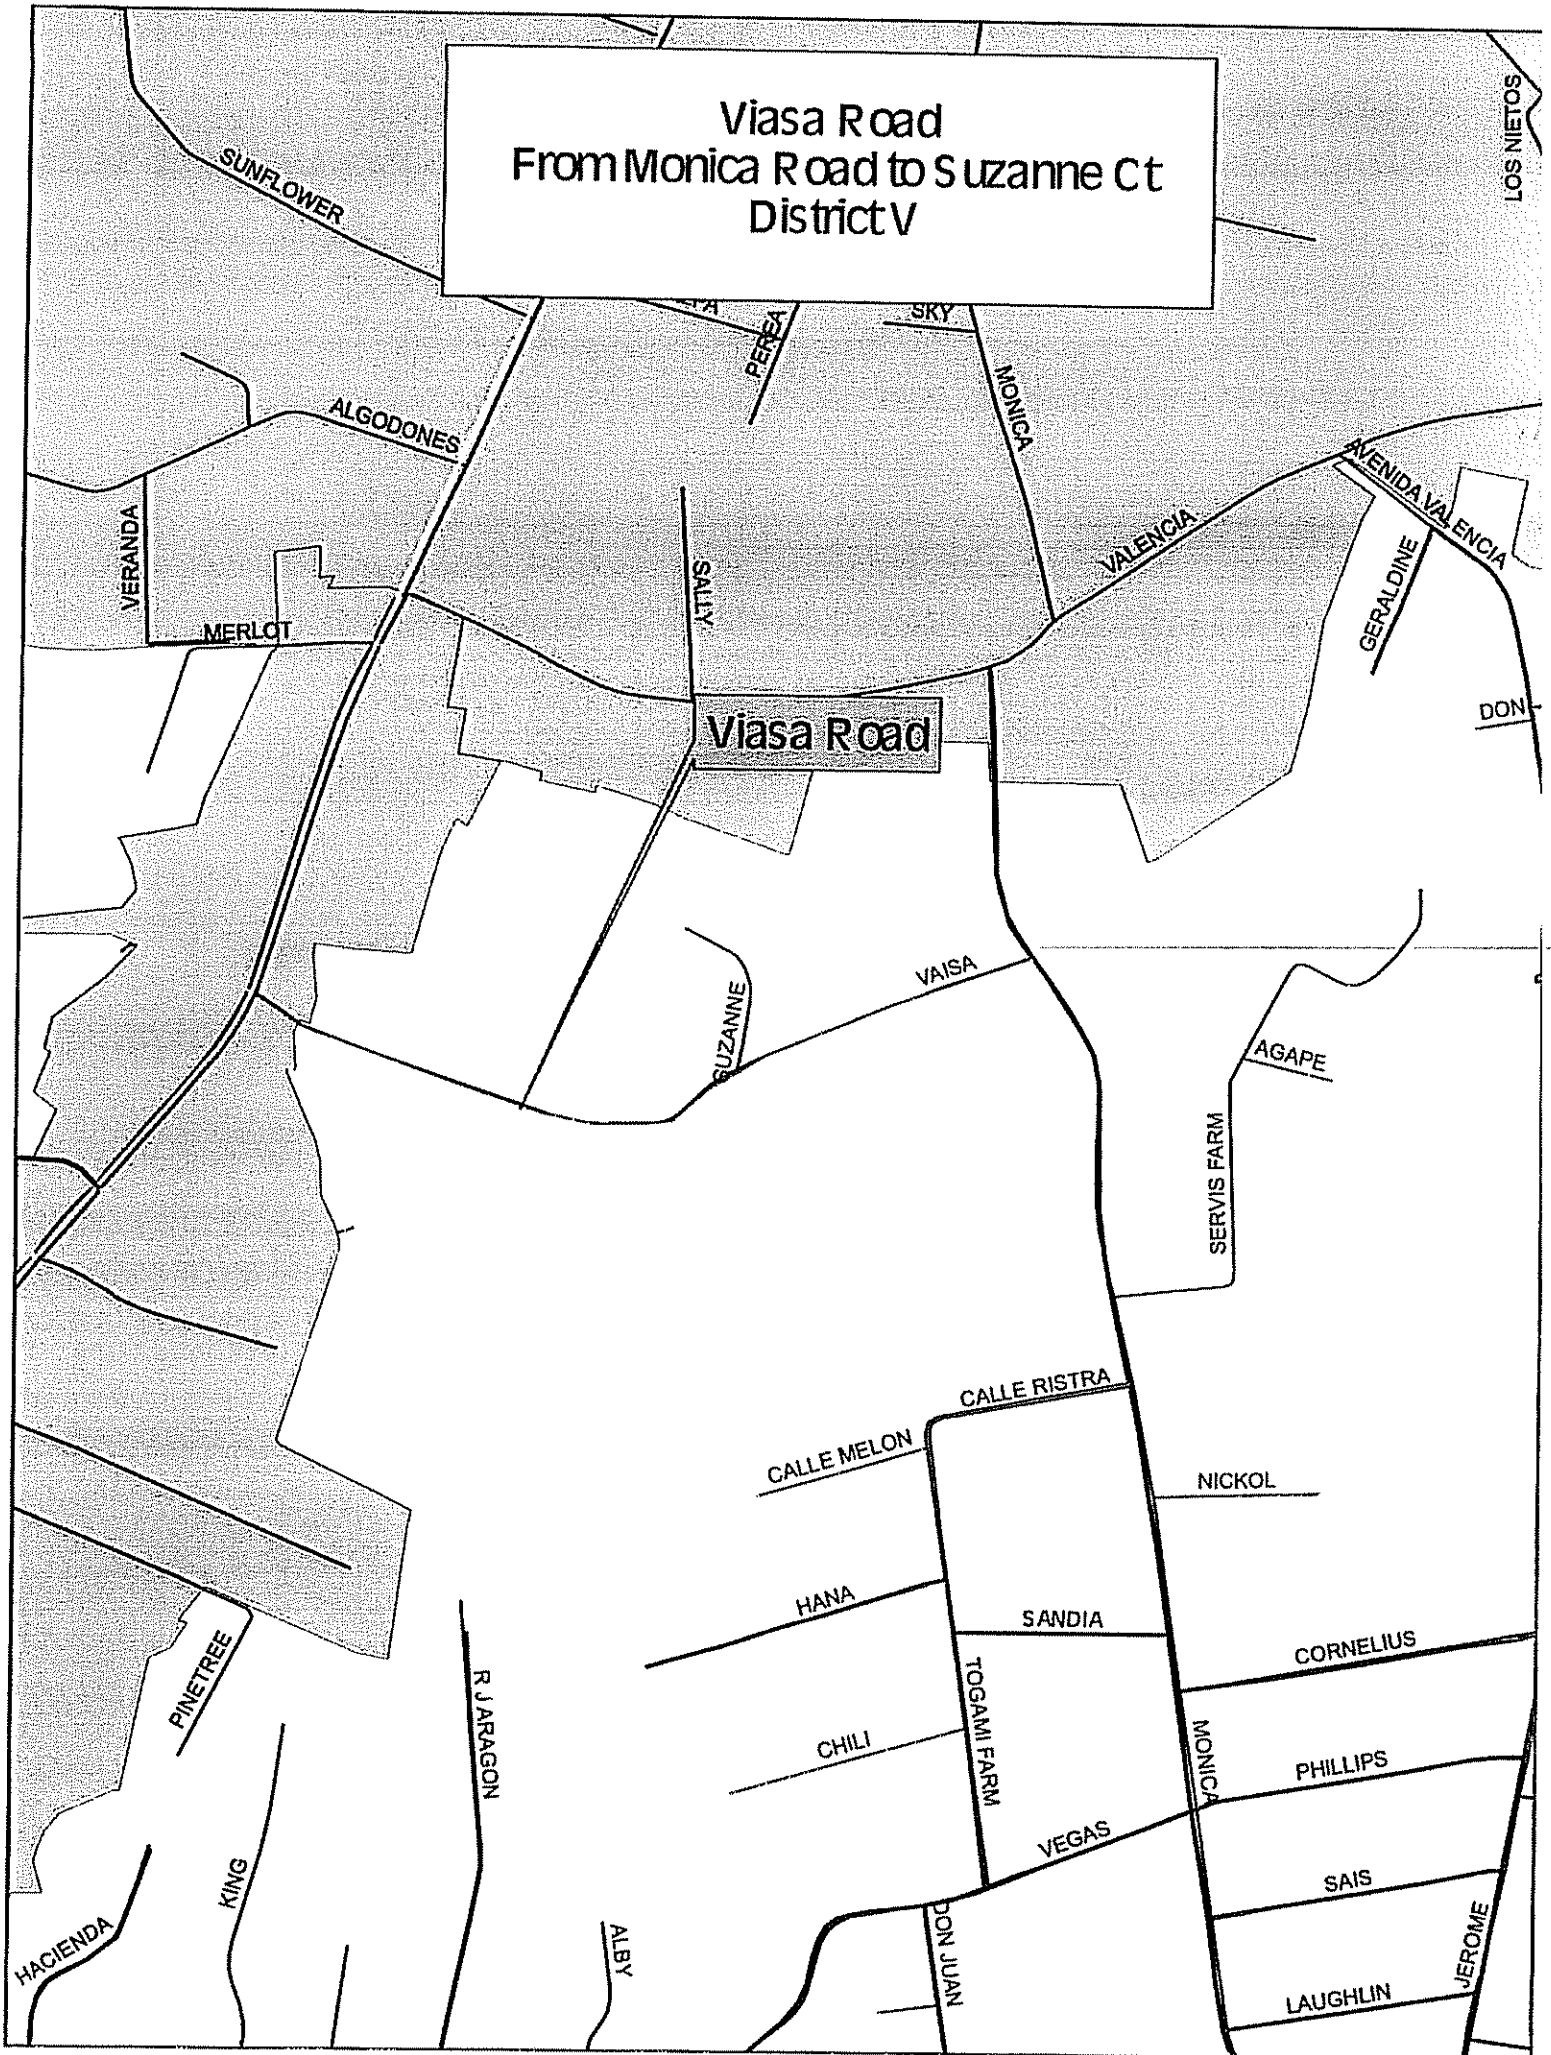 Viasa Road
From Monica Road to Suzanne Ct
District V
LOS NIETOS
SUNFLOWER
PEREA
SKY
MONICA
ALGODONES
AVENIDA VALENCIA
VALENCIA
VERANDA
SALLY
GERALDINE
MERLOT
DON
Viasa Road
VAISA
SUZANNE
AGAPE
SERVIS FARM
CALLE RISTRA
CALLE MELON
NICKOL
HANA
SANDIA
CORNELIUS
PINETREE
R J ARAGON
TOGAMI FARM
MONICA
CHILI
PHILLIPS
VEGAS
KING
SAIS
HACIENDA
ALBY
DON JUAN
JEROME
LAUGHLIN